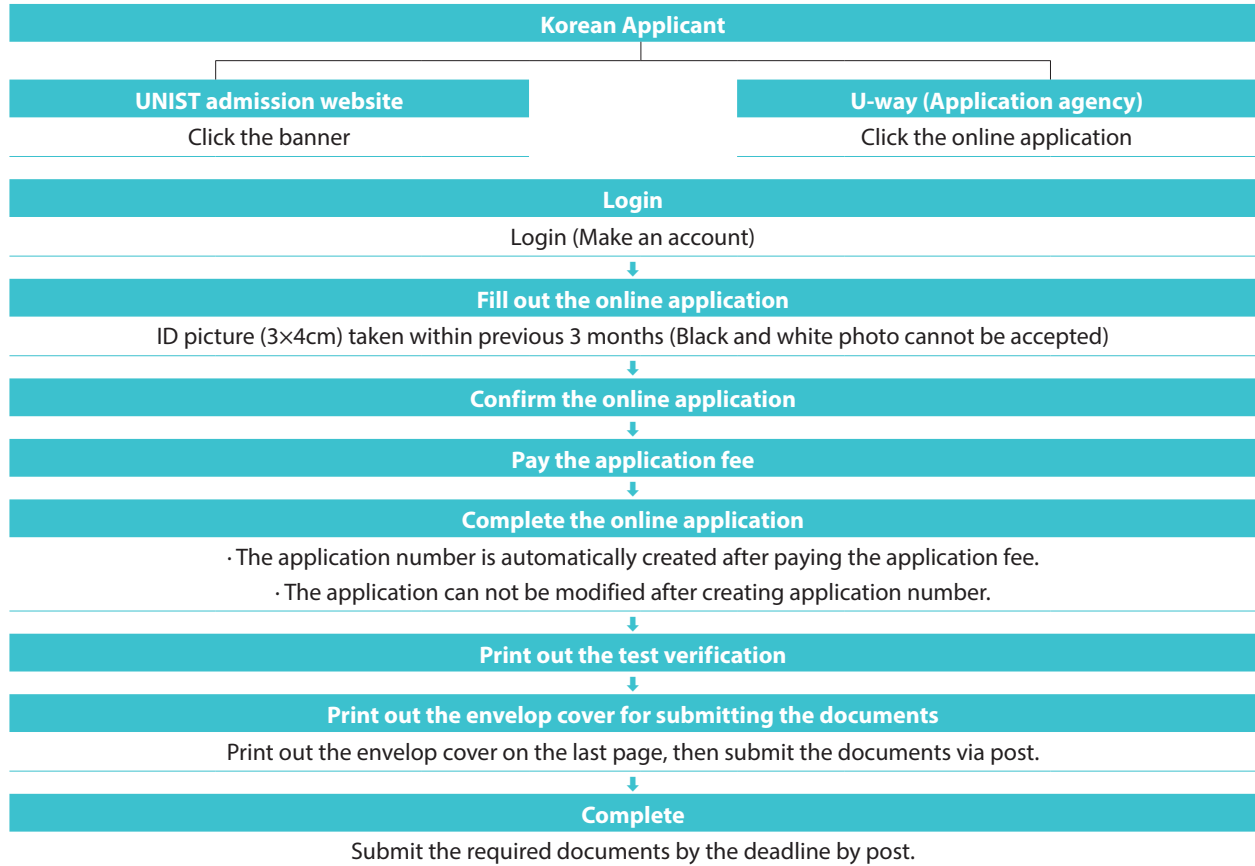 Korean Applicant
UNIST admission website
Click the banner
U-way (Application agency)
Click the online application
Login
Login (Make an account)
Fill out the online application
ID picture (3×4cm) taken within previous 3 months (Black and white photo cannot be accepted)
Confirm the online application
Pay the application fee
Complete the online application
· The application number is automatically created after paying the application fee.
· The application can not be modified after creating application number.
Print out the test verification
Print out the envelop cover for submitting the documents
Print out the envelop cover on the last page, then submit the documents via post.
Complete
Submit the required documents by the deadline by post.